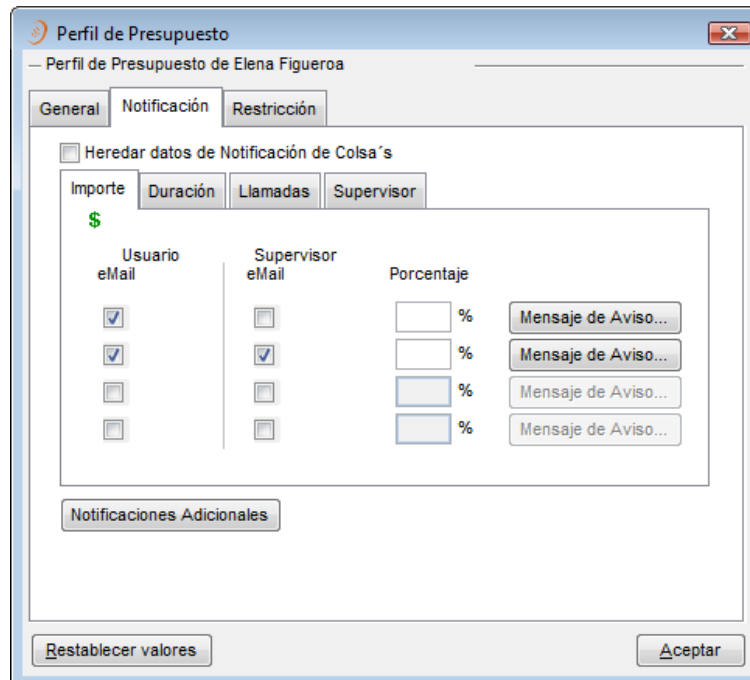 Perfil de Presupuesto
Perfil de Presupuesto de Elena Figueroa
General Notificación Restricción
Heredar datos de Notificación de Colsa´s
Importe Duración Llamadas Supervisor
$
Usuario Supervisor
eMail eMail Porcentaje
% Mensaje de Aviso...
% Mensaje de Aviso...
% Mensaje de Aviso...
% Mensaje de Aviso...
Notificaciones Adicionales
Restablecer valores Aceptar